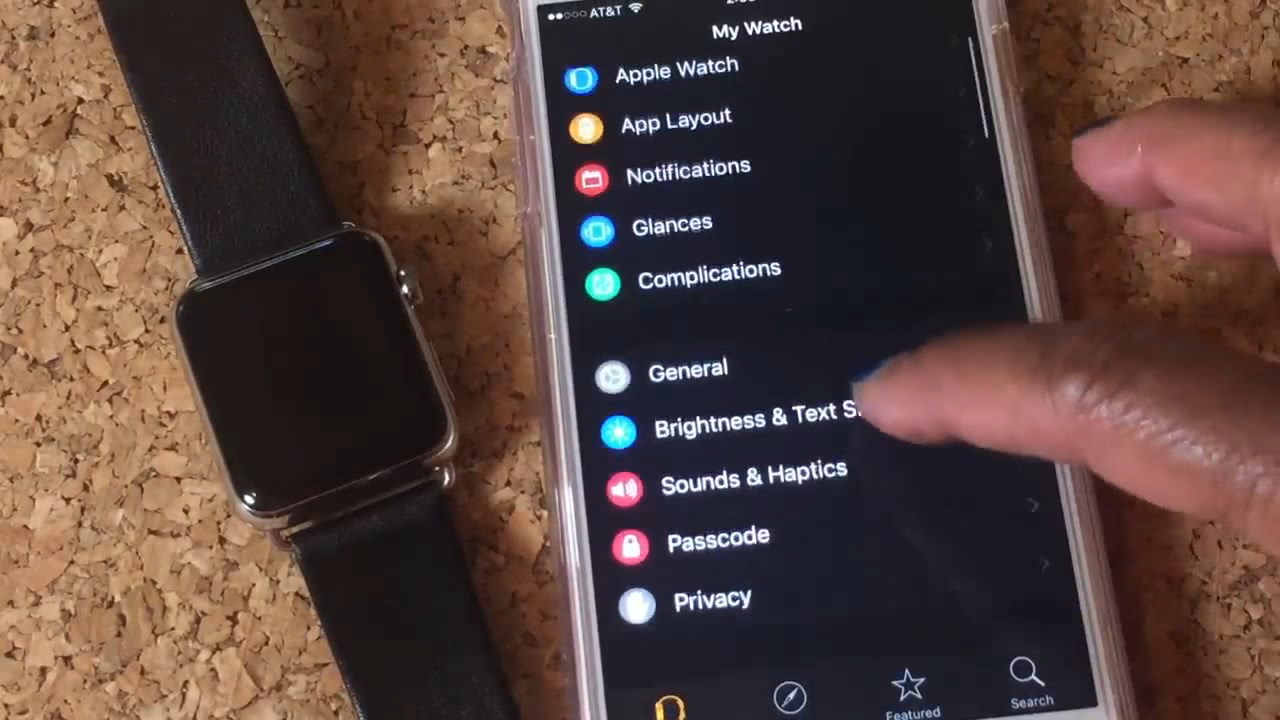 AT&T
My Watch
Apple Watch
App Layout
Notifications
Glances
Complications
General
Brightness & Text
Sounds & Haptics
Passcode
Privacy
Featured
Search